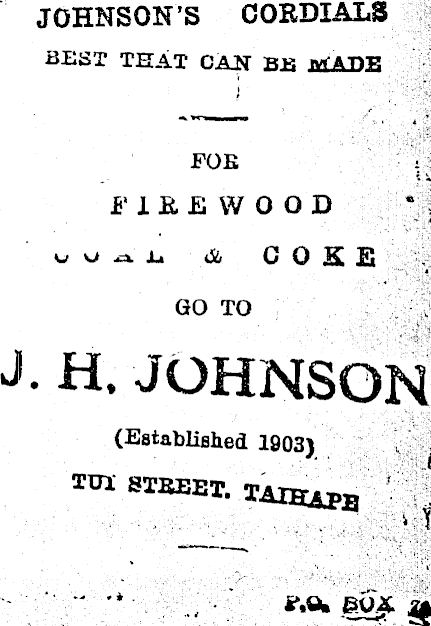 JOHNSON'S CORDIALS
BEST THAT CAN BE MADE
FOR
FIREWOOD
COAL & COKE
GO TO
J. H. JOHNSON
(Established 1903)
TUI STREET. TAIHAPE
P.O. BOX